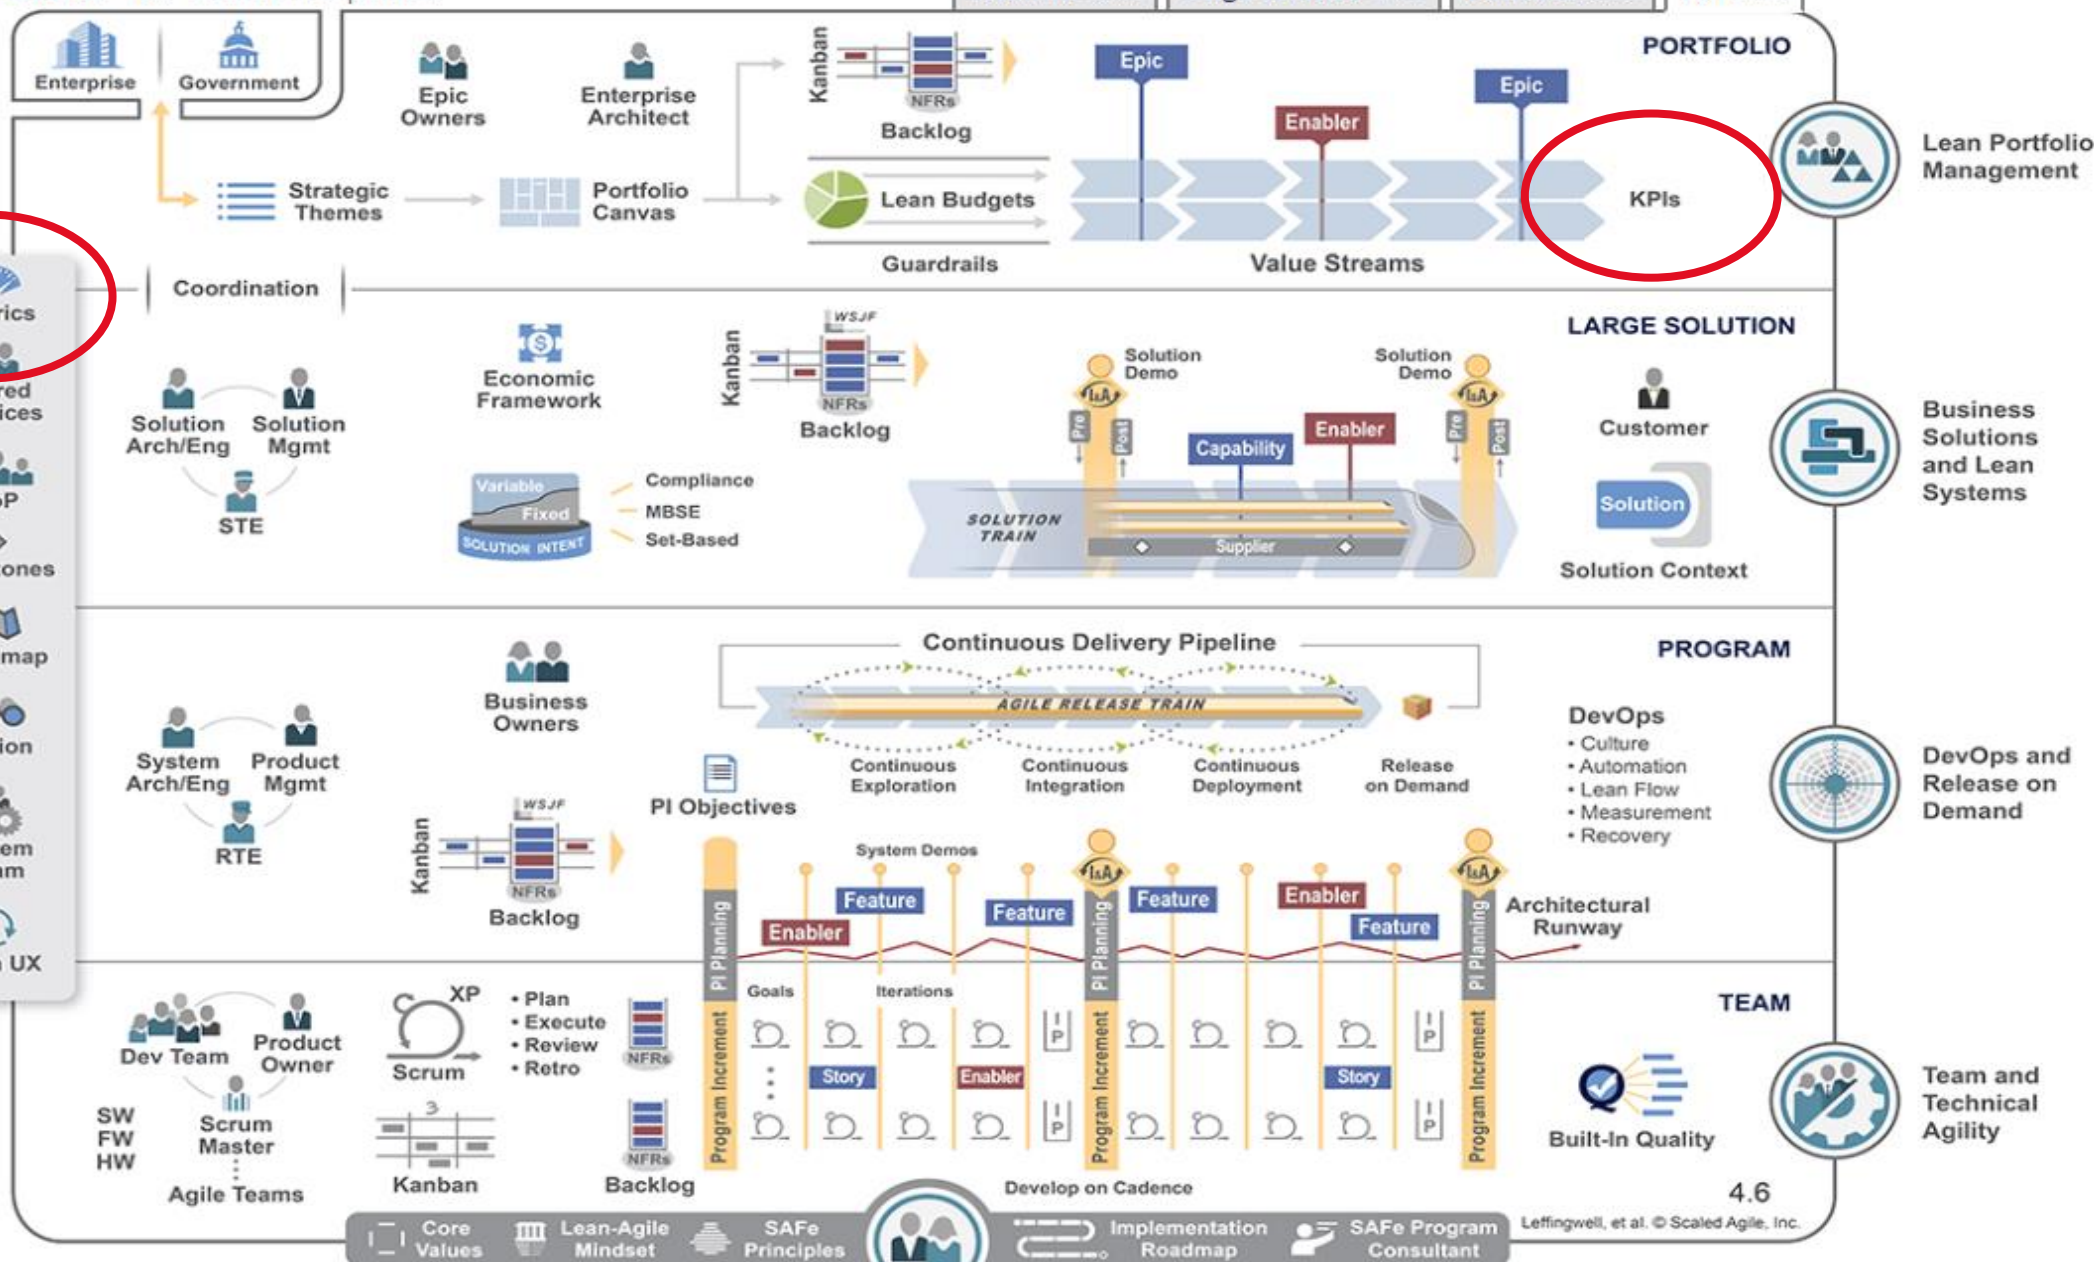 PORTFOLIO
Enterprise
Government
Epic
Owners
Enterprise
Architect
Kanban
NFRs
Backlog
Epic
Enabler
Epic
Strategic
Themes
Portfolio
Canvas
Lean Budgets
Guardrails
Value Streams
KPIs
Lean Portfolio
Management
Coordination
LARGE SOLUTION
Solution
Arch/Eng
Solution
Mgmt
STE
Economic
Framework
Variable
Fixed
SOLUTION INTENT
Compliance
MBSE
Set-Based
Kanban
WSJF
NFRs
Backlog
Solution
Demo
I&A
Pre
Post
Capability
Enabler
Solution
Demo
I&A
Pre
Post
SOLUTION
TRAIN
Supplier
Customer
Solution
Solution Context
Business
Solutions
and Lean
Systems
PROGRAM
Continuous Delivery Pipeline
AGILE RELEASE TRAIN
Continuous
Exploration
Continuous
Integration
Continuous
Deployment
Release
on Demand
Business
Owners
System
Arch/Eng
Product
Mgmt
RTE
PI Objectives
Kanban
WSJF
NFRs
Backlog
DevOps
• Culture
• Automation
• Lean Flow
• Measurement
• Recovery
DevOps and
Release on
Demand
System Demos
I&A
I&A
Enabler
Feature
Feature
Feature
Enabler
Feature
Architectural
Runway
PI Planning
PI Planning
PI Planning
TEAM
Dev Team
Product
Owner
Scrum
Master
Agile Teams
SW
FW
HW
XP
Scrum
• Plan
• Execute
• Review
• Retro
3
Kanban
NFRs
NFRs
Backlog
Program Increment
Program Increment
Program Increment
Goals
Iterations
Story
Enabler
Story
I
P
I
P
I
P
I
P
Develop on Cadence
Built-In Quality
Team and
Technical
Agility
4.6
Leffingwell, et al. © Scaled Agile, Inc.
Core
Values
Lean-Agile
Mindset
SAFe
Principles
Implementation
Roadmap
SAFe Program
Consultant
rics
red
ices
P
ones
map
ion
em
am
UX